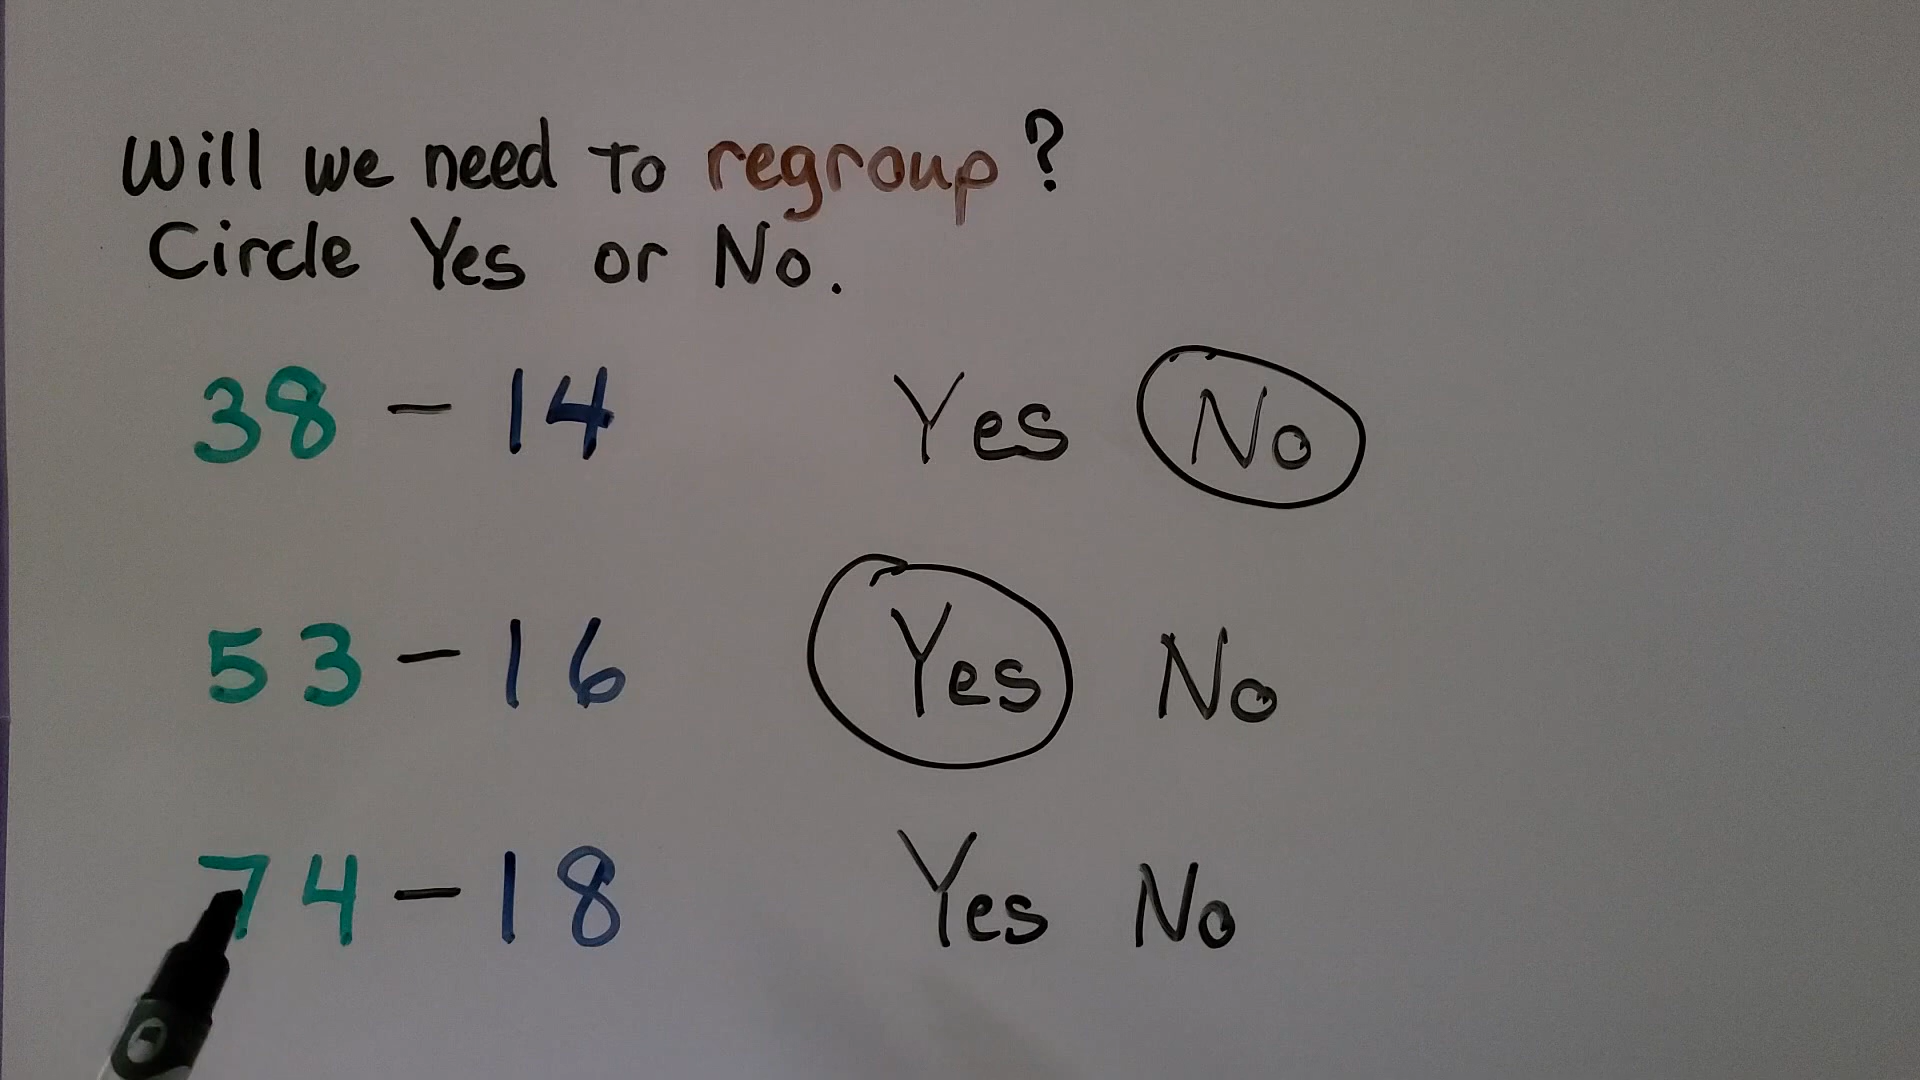 Will we need to regroup?
Circle Yes or No.
38 - 14 Yes No
53 - 16 Yes No
74 - 18 Yes No